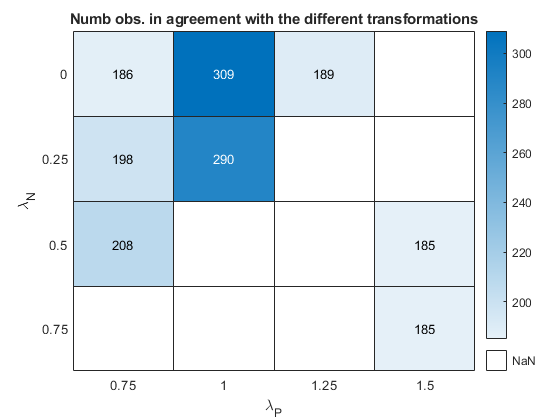 Numb obs. in agreement with the different transformations
0 186 309 189
0.25 198 290
0.5 208 185
0.75 185
0.75 1 1.25 1.5
λP
λN
300
280
260
240
220
200
NaN